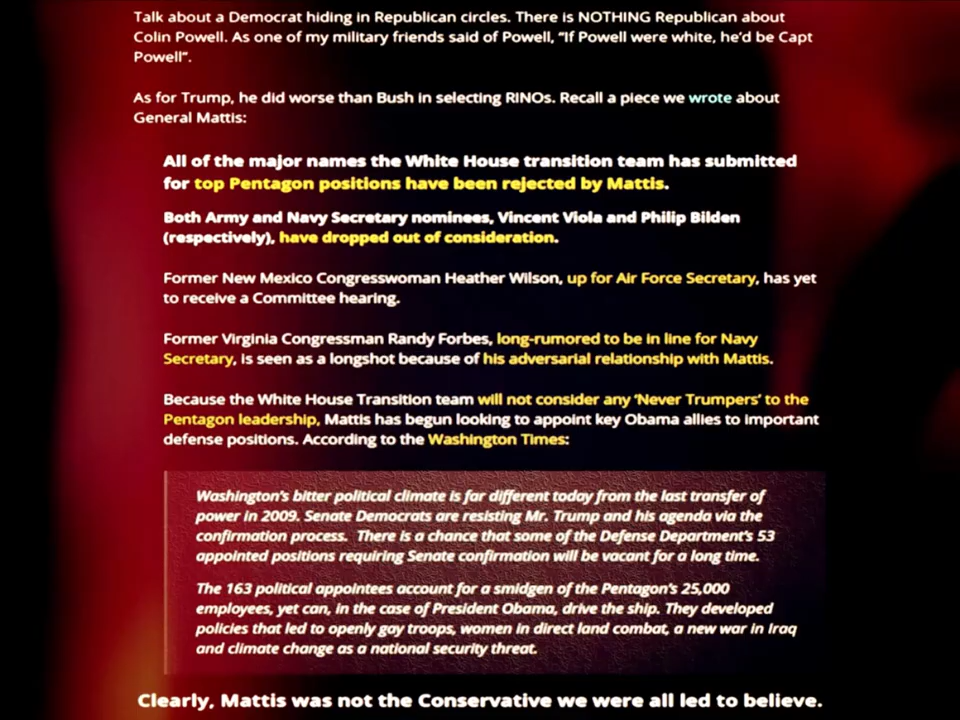 Talk about a Democrat hiding in Republican circles. There is NOTHING Republican about
Colin Powell. As one of my military friends said of Powell, "If Powell were white, he'd be Capt
Powell".
As for Trump, he did worse than Bush in selecting RINOs. Recall a piece we wrote about
General Mattis:
All of the major names the White House transition team has submitted
for top Pentagon positions have been rejected by Mattis.
Both Army and Navy Secretary nominees, Vincent Viola and Philip Bilden
(respectively), have dropped out of consideration.
Former New Mexico Congresswoman Heather Wilson, up for Air Force Secretary, has yet
to receive a Committee hearing.
Former Virginia Congressman Randy Forbes, long-rumored to be in line for Navy
Secretary, is seen as a longshot because of his adversarial relationship with Mattis.
Because the White House Transition team will not consider any 'Never Trumpers' to the
Pentagon leadership, Mattis has begun looking to appoint key Obama allies to important
defense positions. According to the Washington Times:
Washington's bitter political climate is far different today from the last transfer of
power in 2009. Senate Democrats are resisting Mr. Trump and his agenda via the
confirmation process. There is a chance that some of the Defense Department's 53
appointed positions requiring Senate confirmation will be vacant for a long time.
The 163 political appointees account for a smidgen of the Pentagon's 25,000
employees, yet can, in the case of President Obama, drive the ship. They developed
policies that led to openly gay troops, women in direct land combat, a new war in Iraq
and climate change as a national security threat.
Clearly, Mattis was not the Conservative we were all led to believe.